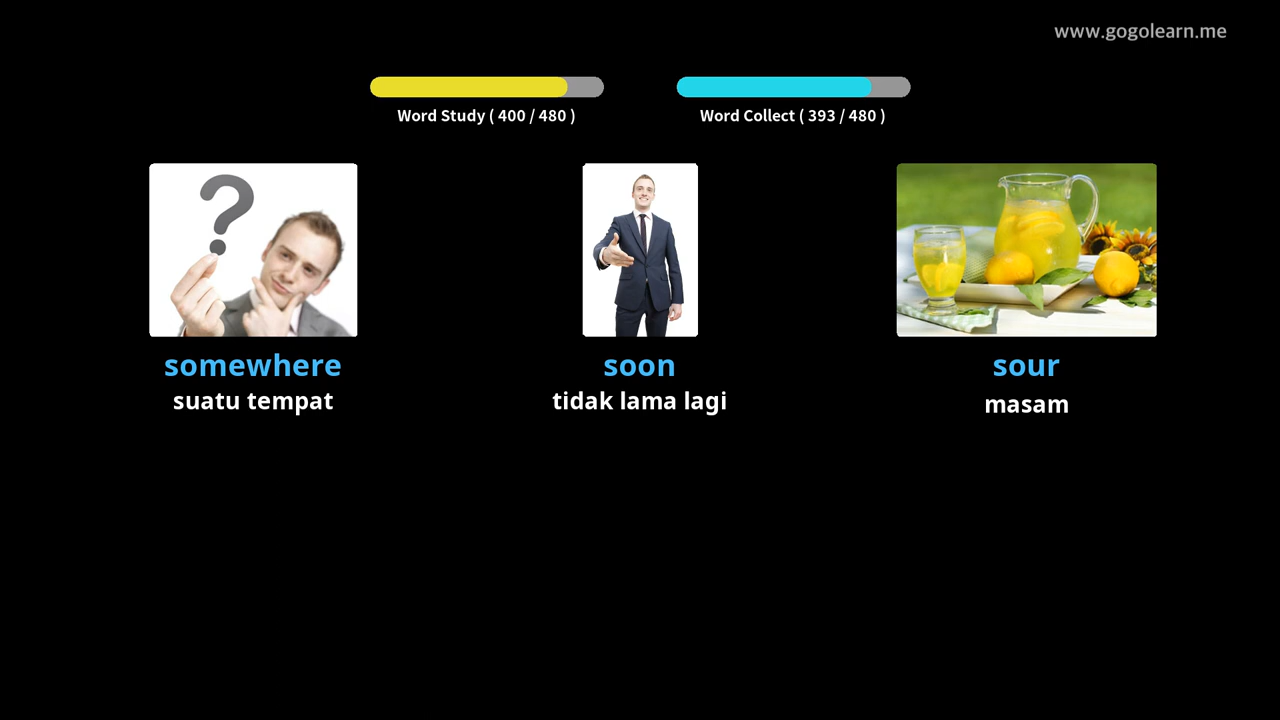 www.gogolearn.me
Word Study ( 400 / 480 )
Word Collect ( 393 / 480 )
somewhere
suatu tempat
soon
tidak lama lagi
sour
masam